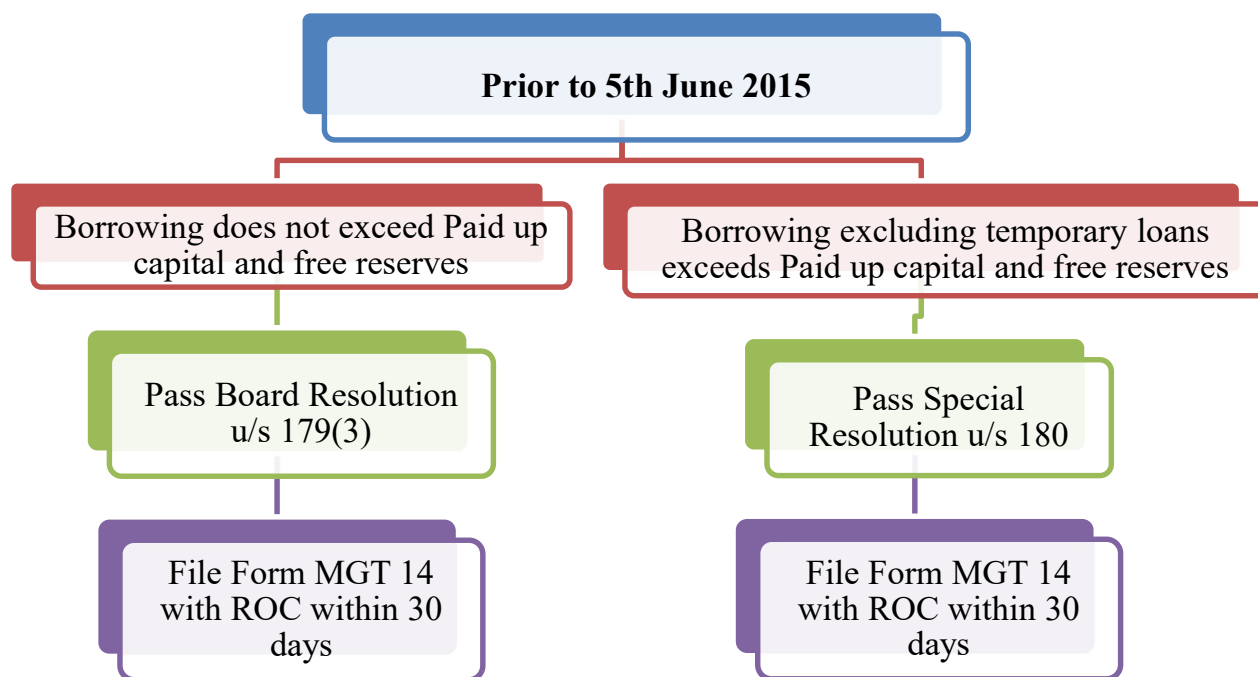 Prior to 5th June 2015
Borrowing does not exceed Paid up
capital and free reserves
Borrowing excluding temporary loans
exceeds Paid up capital and free reserves
Pass Board Resolution
u/s 179(3)
Pass Special
Resolution u/s 180
File Form MGT 14
with ROC within 30
days
File Form MGT 14
with ROC within 30
days